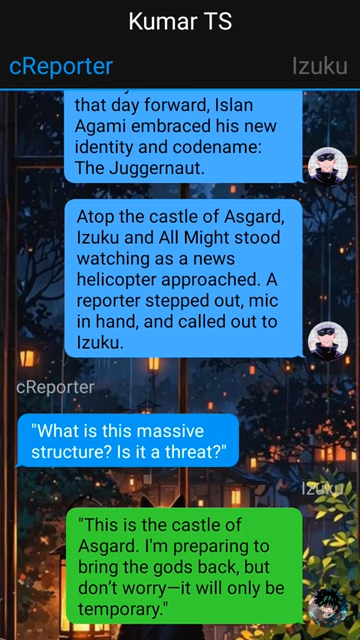 Kumar TS
cReporter
Izuku
that day forward, Islan
Agami embraced his new
identity and codename:
The Juggernaut.
Atop the castle of Asgard,
Izuku and All Might stood
watching as a news
helicopter approached. A
reporter stepped out, mic
in hand, and called out to
Izuku.
cReporter
"What is this massive
structure? Is it a threat?"
Izuku
"This is the castle of
Asgard. I'm preparing to
bring the gods back, but
don't worry—it will only be
temporary."